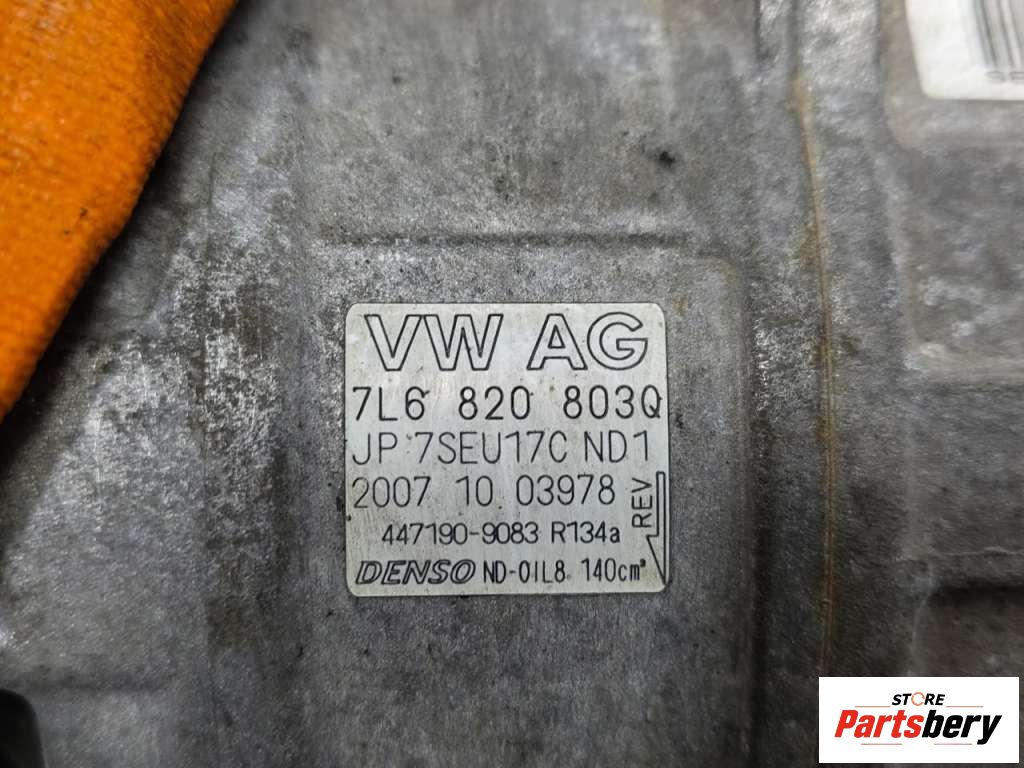 VW AG
7L6 820 803Q
JP 7SEU17C ND1
2007 10 03978
REV
447190-9083 R134a
DENSO ND-OIL8 140cm³
STORE
Partsbery